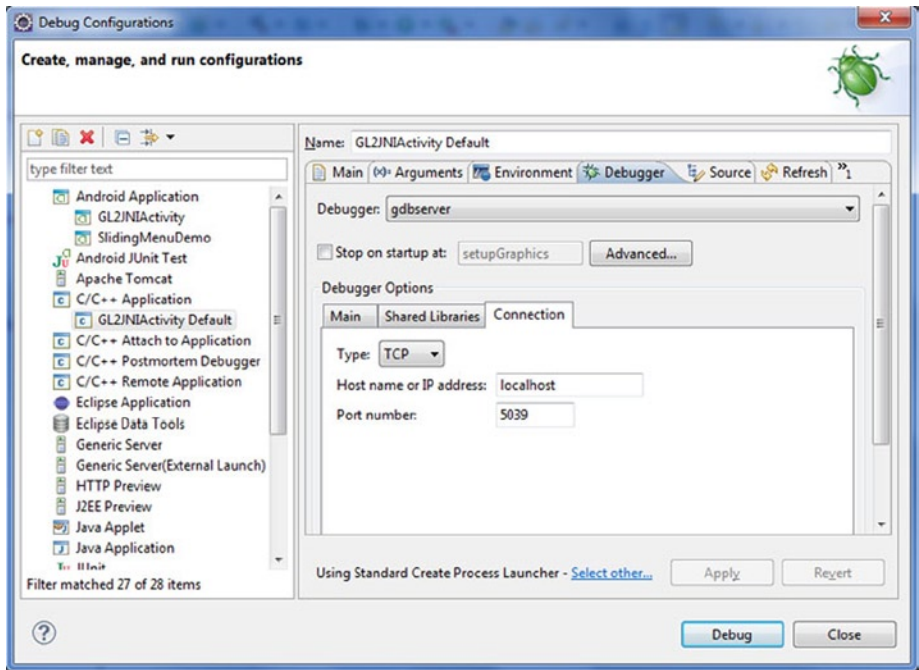 Debug Configurations
Create, manage, and run configurations
type filter text
Android Application
GL2JNIActivity
SlidingMenuDemo
Android JUnit Test
Apache Tomcat
C/C++ Application
GL2JNIActivity Default
C/C++ Attach to Application
C/C++ Postmortem Debugger
C/C++ Remote Application
Eclipse Application
Eclipse Data Tools
Generic Server
Generic Server(External Launch)
HTTP Preview
J2EE Preview
Java Applet
Java Application
JUnit
Filter matched 27 of 28 items
Name: GL2JNIActivity Default
Main (x)= Arguments Environment Debugger Source Refresh »1
Debugger: gdbserver
Stop on startup at: setupGraphics Advanced...
Debugger Options
Main Shared Libraries Connection
Type: TCP
Host name or IP address: localhost
Port number: 5039
Using Standard Create Process Launcher - Select other... Apply Revert
? Debug Close